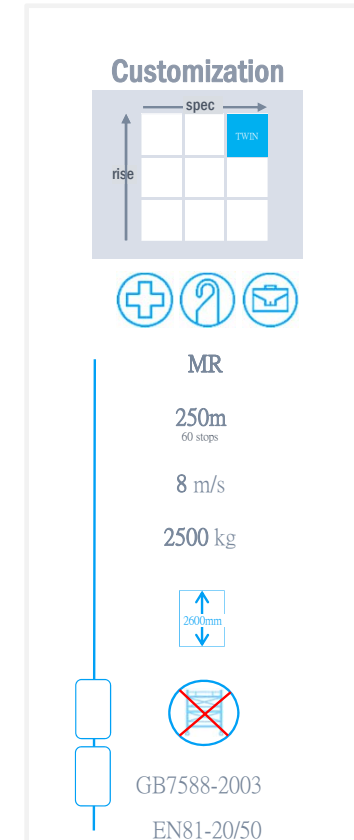 Customization
spec
TWIN
rise
MR
250m
60 stops
8 m/s
2500 kg
2600mm
GB7588-2003
EN81-20/50